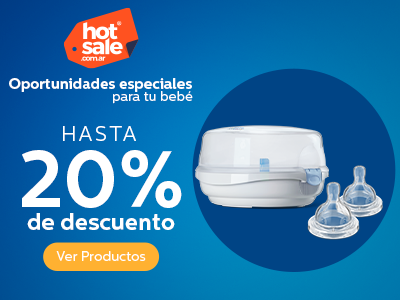 hot®
sale
.com.ar
Oportunidades especiales
para tu bebé
HASTA
20%
de descuento
Ver Productos